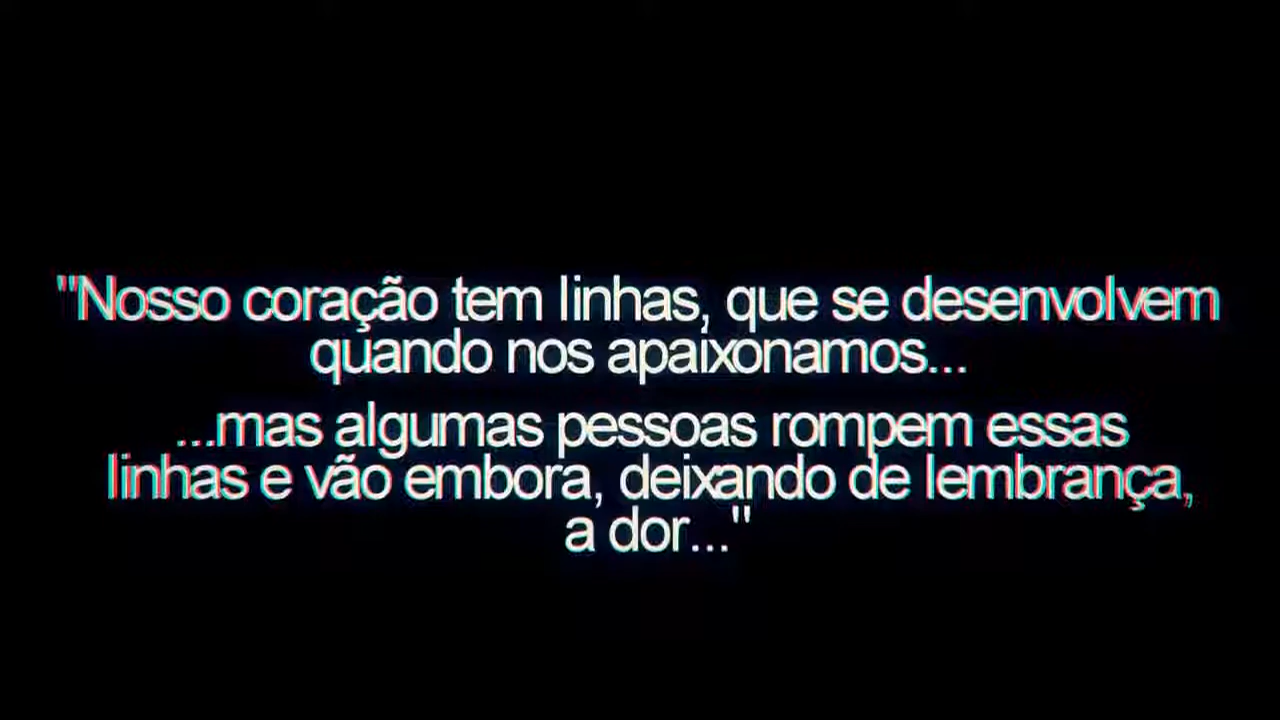 "Nosso coração tem linhas, que se desenvolvem
quando nos apaixonamos...
...mas algumas pessoas rompem essas
linhas e vão embora, deixando de lembrança,
a dor..."